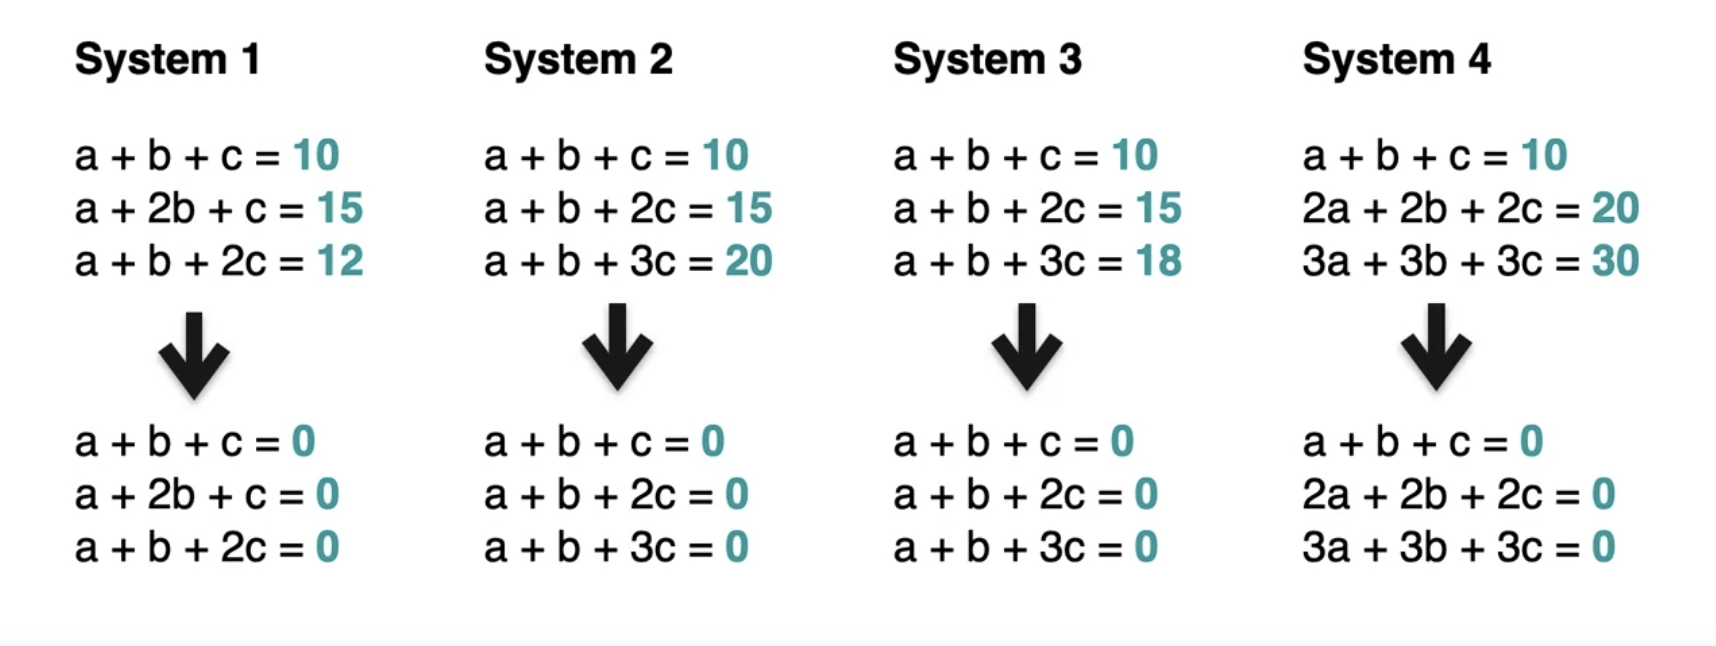 System 1
a + b + c = 10
a + 2b + c = 15
a + b + 2c = 12
a + b + c = 0
a + 2b + c = 0
a + b + 2c = 0
System 2
a + b + c = 10
a + b + 2c = 15
a + b + 3c = 20
a + b + c = 0
a + b + 2c = 0
a + b + 3c = 0
System 3
a + b + c = 10
a + b + 2c = 15
a + b + 3c = 18
a + b + c = 0
a + b + 2c = 0
a + b + 3c = 0
System 4
a + b + c = 10
2a + 2b + 2c = 20
3a + 3b + 3c = 30
a + b + c = 0
2a + 2b + 2c = 0
3a + 3b + 3c = 0